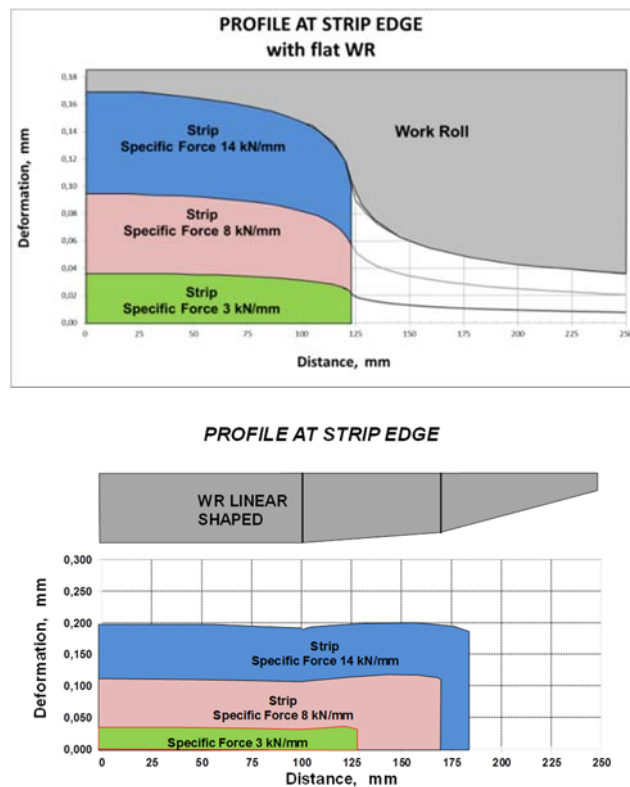 PROFILE AT STRIP EDGE
with flat WR
0,18
0,16
0,14
0,12
0,10
0,08
0,06
0,04
0,02
0,00
Deformation, mm
Strip
Specific Force 14 kN/mm
Work Roll
Strip
Specific Force 8 kN/mm
Strip
Specific Force 3 kN/mm
0 25 50 75 100 125 150 175 200 225 250
Distance, mm
PROFILE AT STRIP EDGE
WR LINEAR
SHAPED
0,300
0,250
0,200
0,150
0,100
0,050
0,000
Deformation, mm
Strip
Specific Force 14 kN/mm
Strip
Specific Force 8 kN/mm
Specific Force 3 kN/mm
0 25 50 75 100 125 150 175 200 225 250
Distance, mm